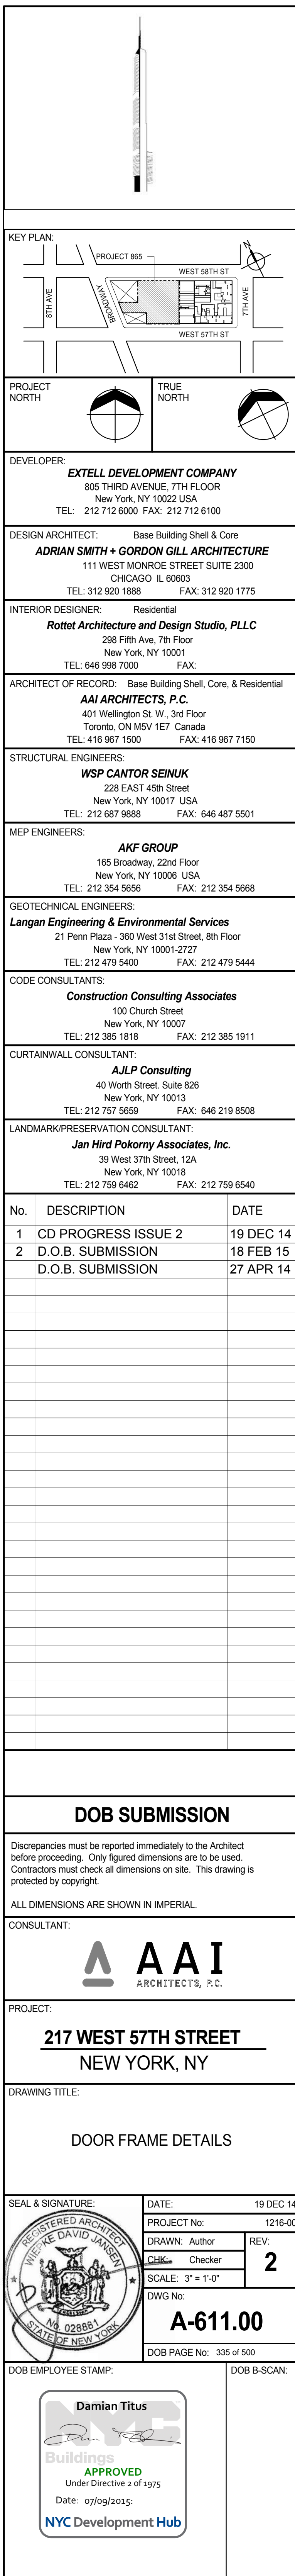 KEY PLAN:
N
PROJECT 865
WEST 58TH ST
8TH AVE
BROADWAY
7TH AVE
WEST 57TH ST
PROJECT
NORTH
TRUE
NORTH
DEVELOPER:
EXTELL DEVELOPMENT COMPANY
805 THIRD AVENUE, 7TH FLOOR
New York, NY 10022 USA
TEL: 212 712 6000 FAX: 212 712 6100
DESIGN ARCHITECT: Base Building Shell & Core
ADRIAN SMITH + GORDON GILL ARCHITECTURE
111 WEST MONROE STREET SUITE 2300
CHICAGO IL 60603
TEL: 312 920 1888 FAX: 312 920 1775
INTERIOR DESIGNER: Residential
Rottet Architecture and Design Studio, PLLC
298 Fifth Ave, 7th Floor
New York, NY 10001
TEL: 646 998 7000 FAX:
ARCHITECT OF RECORD: Base Building Shell, Core, & Residential
AAI ARCHITECTS, P.C.
401 Wellington St. W., 3rd Floor
Toronto, ON M5V 1E7 Canada
TEL: 416 967 1500 FAX: 416 967 7150
STRUCTURAL ENGINEERS:
WSP CANTOR SEINUK
228 EAST 45th Street
New York, NY 10017 USA
TEL: 212 687 9888 FAX: 646 487 5501
MEP ENGINEERS:
AKF GROUP
165 Broadway, 22nd Floor
New York, NY 10006 USA
TEL: 212 354 5656 FAX: 212 354 5668
GEOTECHNICAL ENGINEERS:
Langan Engineering & Environmental Services
21 Penn Plaza - 360 West 31st Street, 8th Floor
New York, NY 10001-2727
TEL: 212 479 5400 FAX: 212 479 5444
CODE CONSULTANTS:
Construction Consulting Associates
100 Church Street
New York, NY 10007
TEL: 212 385 1818 FAX: 212 385 1911
CURTAINWALL CONSULTANT:
AJLP Consulting
40 Worth Street. Suite 826
New York, NY 10013
TEL: 212 757 5659 FAX: 646 219 8508
LANDMARK/PRESERVATION CONSULTANT:
Jan Hird Pokorny Associates, Inc.
39 West 37th Street, 12A
New York, NY 10018
TEL: 212 759 6462 FAX: 212 759 6540
No. DESCRIPTION DATE
1 CD PROGRESS ISSUE 2 19 DEC 14
2 D.O.B. SUBMISSION 18 FEB 15
D.O.B. SUBMISSION 27 APR 14
DOB SUBMISSION
Discrepancies must be reported immediately to the Architect
before proceeding. Only figured dimensions are to be used.
Contractors must check all dimensions on site. This drawing is
protected by copyright.
ALL DIMENSIONS ARE SHOWN IN IMPERIAL.
CONSULTANT:
AAI
ARCHITECTS, P.C.
PROJECT:
217 WEST 57TH STREET
NEW YORK, NY
DRAWING TITLE:
DOOR FRAME DETAILS
SEAL & SIGNATURE:
REGISTERED ARCHITECT
WIEPKE DAVID JANSEN
No. 028881
STATE OF NEW YORK
DATE: 19 DEC 14
PROJECT No: 1216-00
DRAWN: Author
CHK: Checker
SCALE: 3" = 1'-0"
REV:
2
DWG No:
A-611.00
DOB PAGE No: 335 of 500
DOB EMPLOYEE STAMP:
DOB B-SCAN:
Damian Titus
NYC
Buildings
APPROVED
Under Directive 2 of 1975
Date: 07/09/2015:
NYC Development Hub